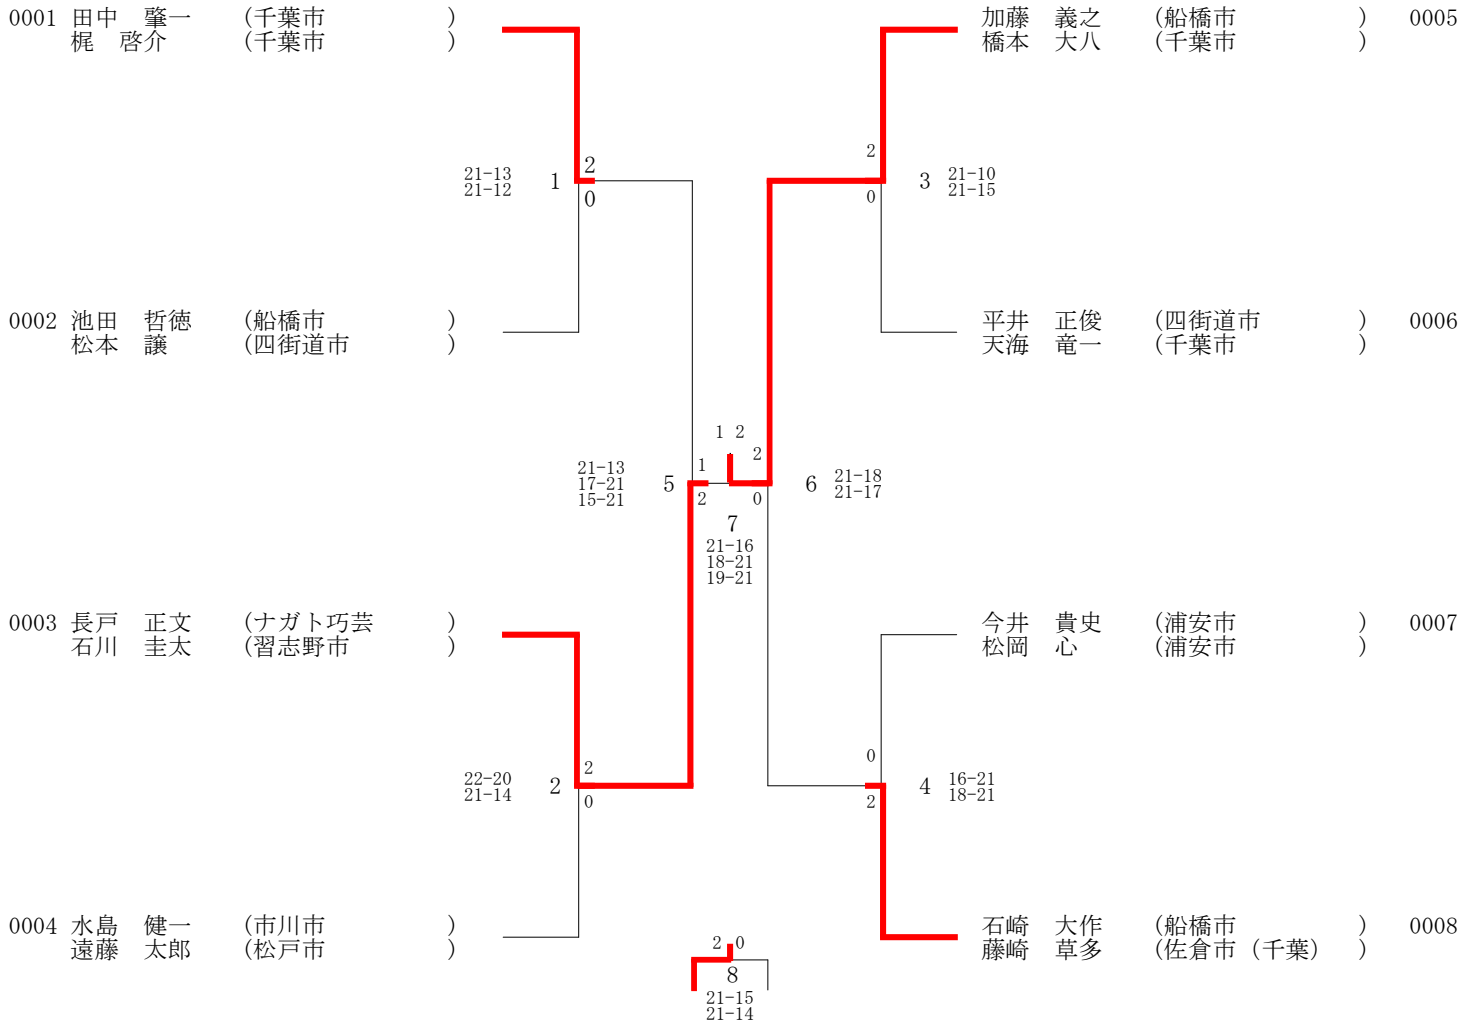 0001 田中　肇一 (千葉市 )
梶　啓介 (千葉市 )
加藤　義之 (船橋市 ) 0005
橋本　大八 (千葉市 )
2
21-13
21-12
1
2
0
0
3
21-10
21-15
0002 池田　哲徳 (船橋市 )
松本　譲 (四街道市 )
平井　正俊 (四街道市 ) 0006
天海　竜一 (千葉市 )
1 2
21-13
17-21
15-21
5
1
2
2
0
6
21-18
21-17
7
21-16
18-21
19-21
0003 長戸　正文 (ナガト巧芸 )
石川　圭太 (習志野市 )
今井　貴史 (浦安市 ) 0007
松岡　心 (浦安市 )
22-20
21-14
2
2
0
0
2
4
16-21
18-21
0004 水島　健一 (市川市 )
遠藤　太郎 (松戸市 )
石崎　大作 (船橋市 ) 0008
藤崎　草多 (佐倉市（千葉） )
2 0
8
21-15
21-14